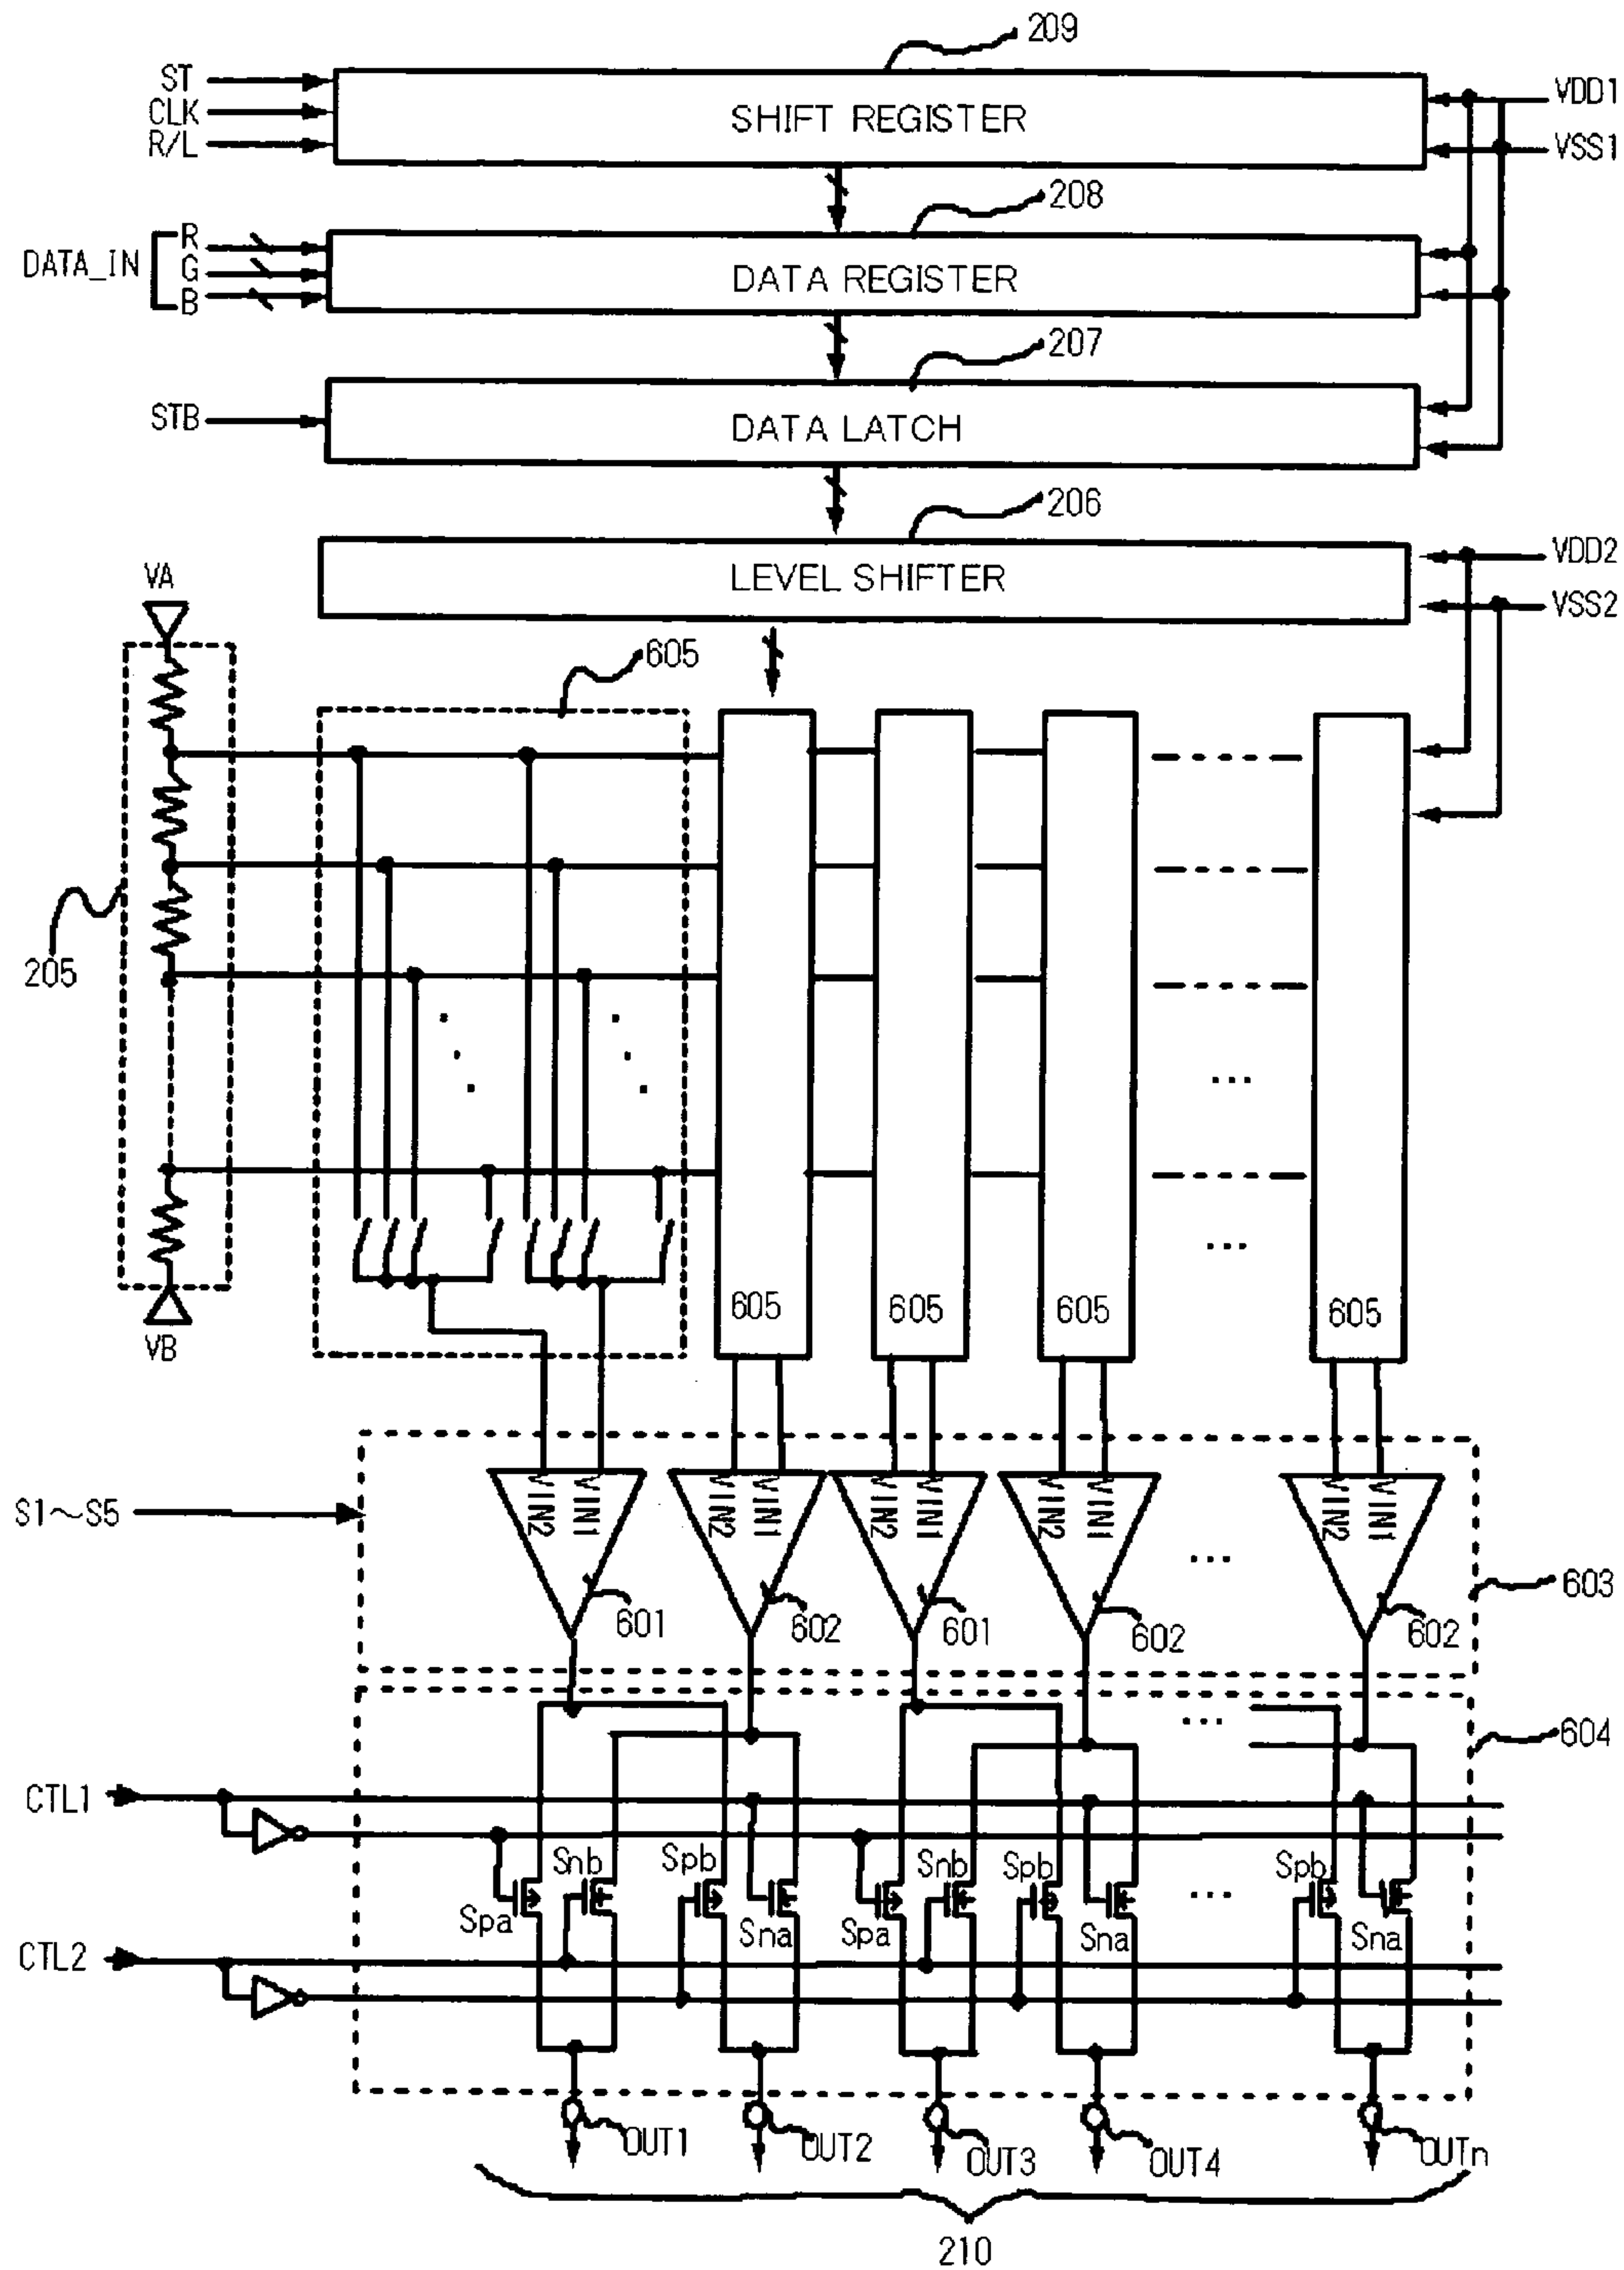 209
ST
CLK
R/L
SHIFT REGISTER
VDD1
VSS1
208
DATA_IN
R
G
B
DATA REGISTER
207
STB
DATA LATCH
206
LEVEL SHIFTER
VDD2
VSS2
VA
605
205
...
...
605
605
605
605
VB
S1～S5
VIN2
VIN1
VIN2
VIN1
VIN2
VIN1
VIN2
VIN1
VIN2
VIN1
...
603
601
602
601
602
602
...
604
CTL1
Snb
Spb
Snb
Spb
Spb
...
Spa
Sna
Spa
Sna
Sna
CTL2
OUT1
OUT2
OUT3
OUT4
OUTn
210